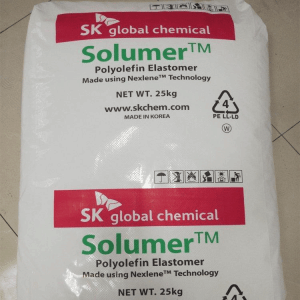 SK global chemical
Solumer™
Polyolefin Elastomer
Made using Nexlene™ Technology
NET WT. 25kg
www.skchem.com
MADE IN KOREA
4
PE LL-LD
W
SK global chemical
Solumer™
Polyolefin Elastomer
Made using Nexlene™ Technology
NET WT. 25kg
4